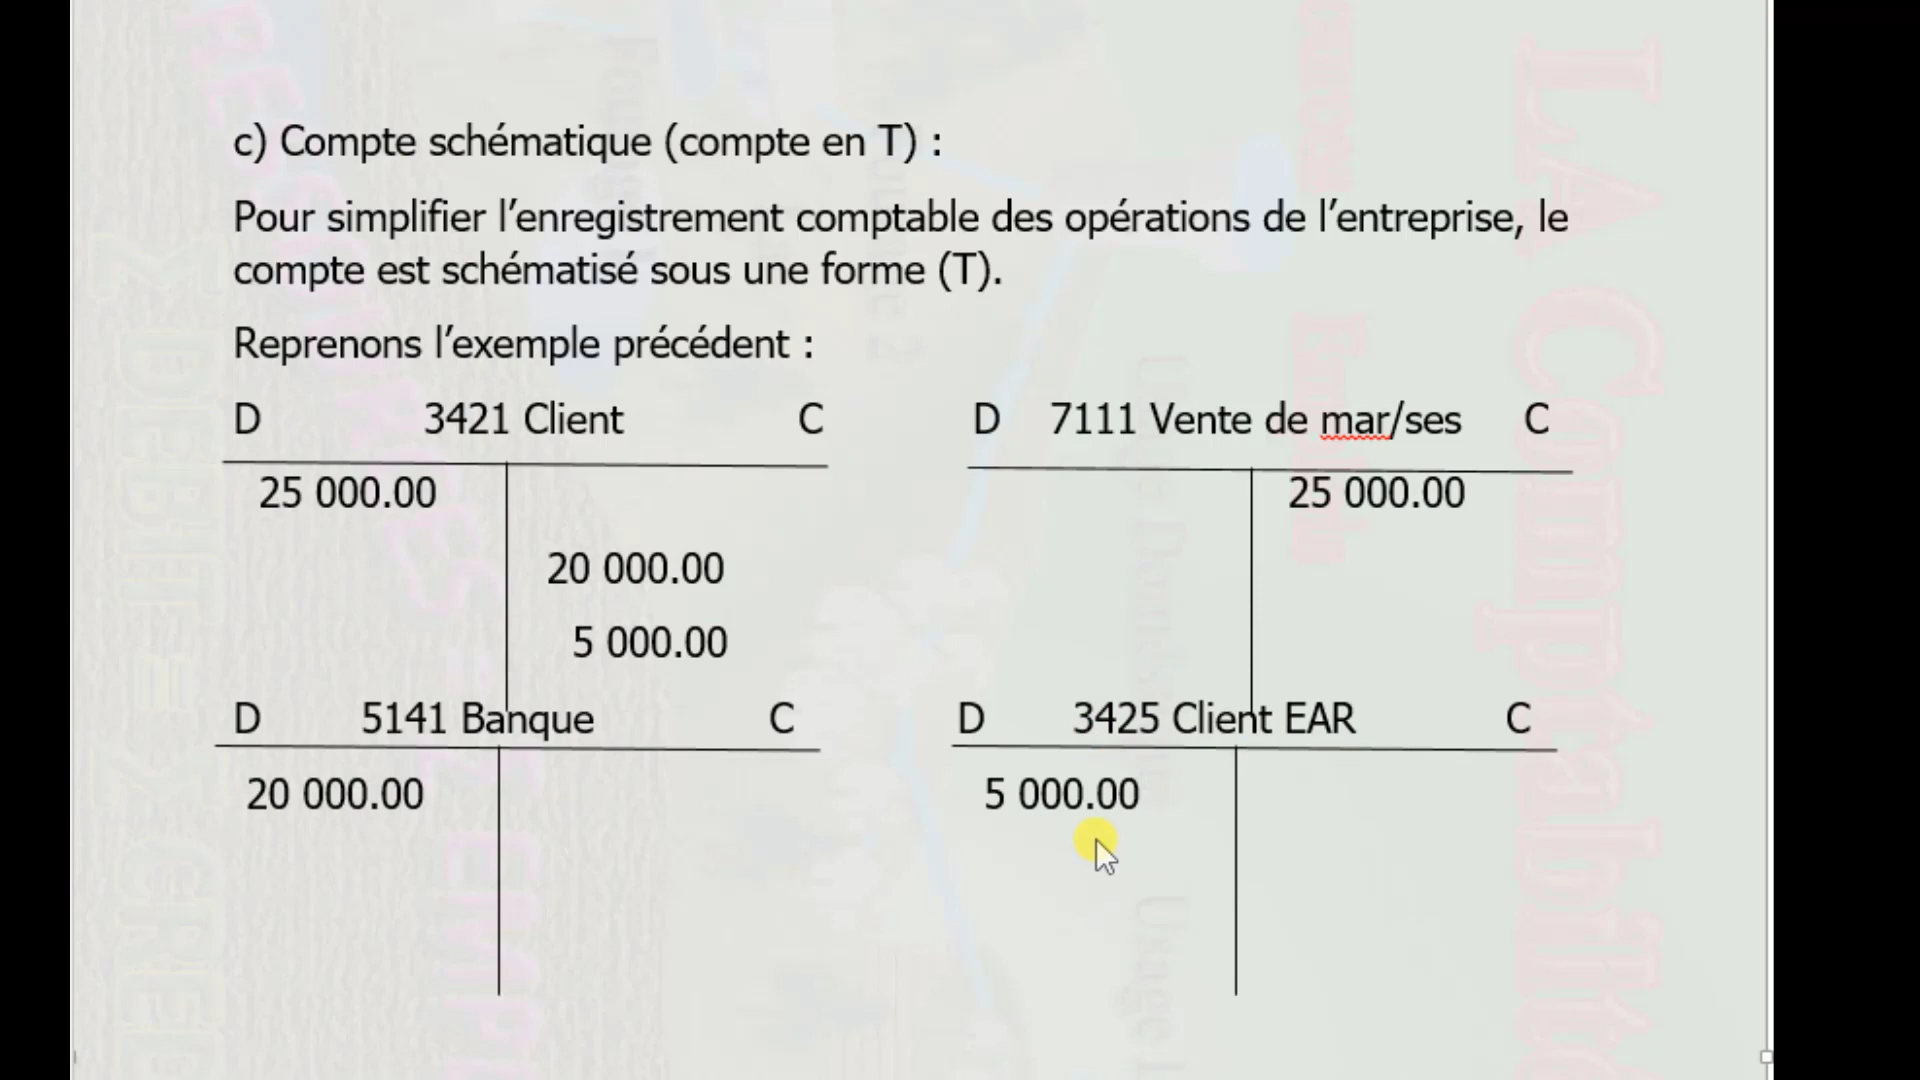 c) Compte schématique (compte en T) :
Pour simplifier l’enregistrement comptable des opérations de l’entreprise, le
compte est schématisé sous une forme (T).
Reprenons l’exemple précédent :
D 3421 Client C
25 000.00
20 000.00
5 000.00
D 7111 Vente de mar/ses C
25 000.00
D 5141 Banque C
20 000.00
D 3425 Client EAR C
5 000.00